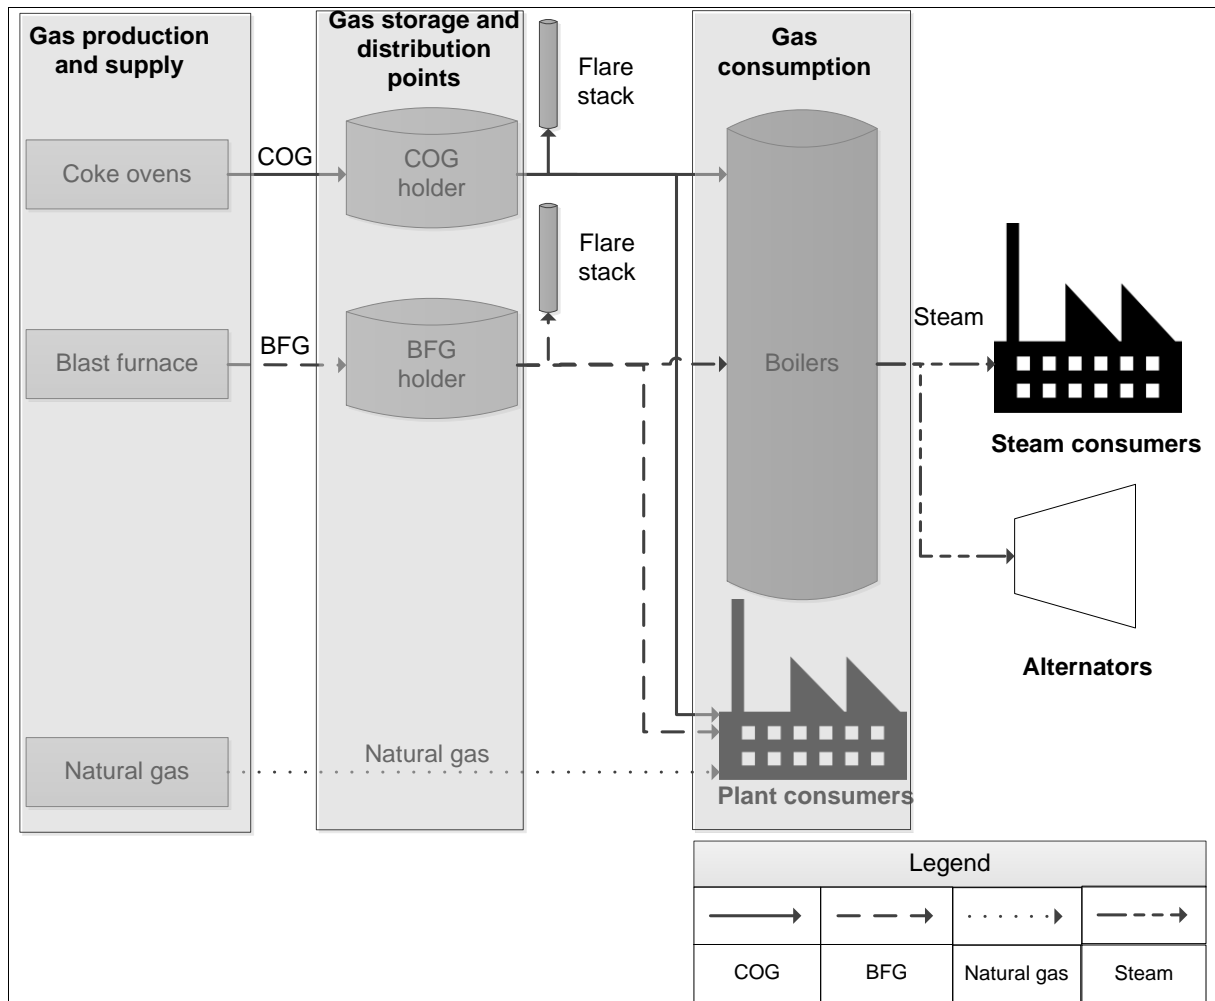 Gas production
and supply
Gas storage and
distribution
points
Gas
consumption
Flare
stack
COG
Coke ovens
COG
holder
Flare
stack
BFG
Blast furnace
BFG
holder
Boilers
Steam
Steam consumers
Alternators
Natural gas
Natural gas
Plant consumers
Legend
COG
BFG
Natural gas
Steam